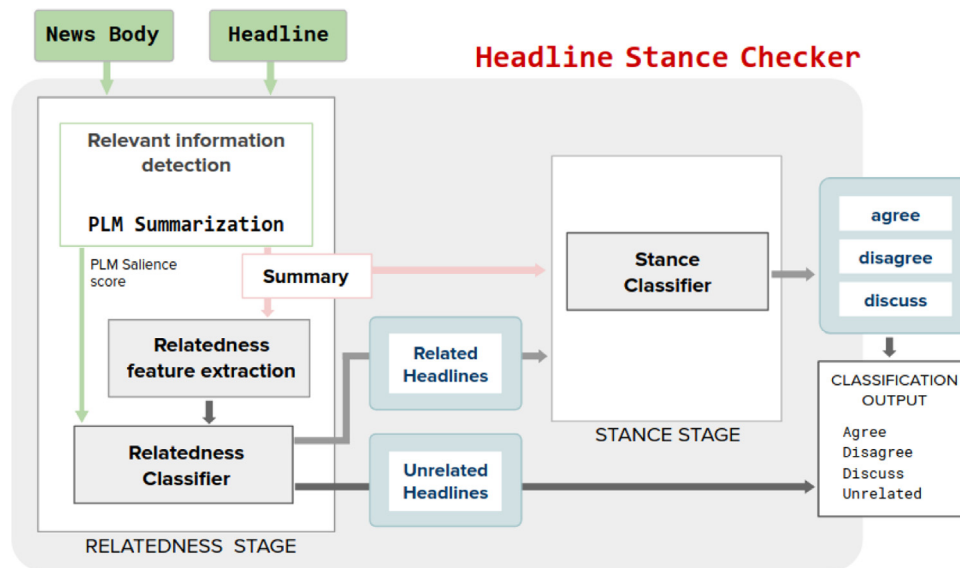 News Body
Headline
Headline Stance Checker
Relevant information
detection
PLM Summarization
PLM Salience
score
Summary
Relatedness
feature extraction
Relatedness
Classifier
RELATEDNESS STAGE
Related
Headlines
Unrelated
Headlines
Stance
Classifier
STANCE STAGE
agree
disagree
discuss
CLASSIFICATION
OUTPUT
Agree
Disagree
Discuss
Unrelated